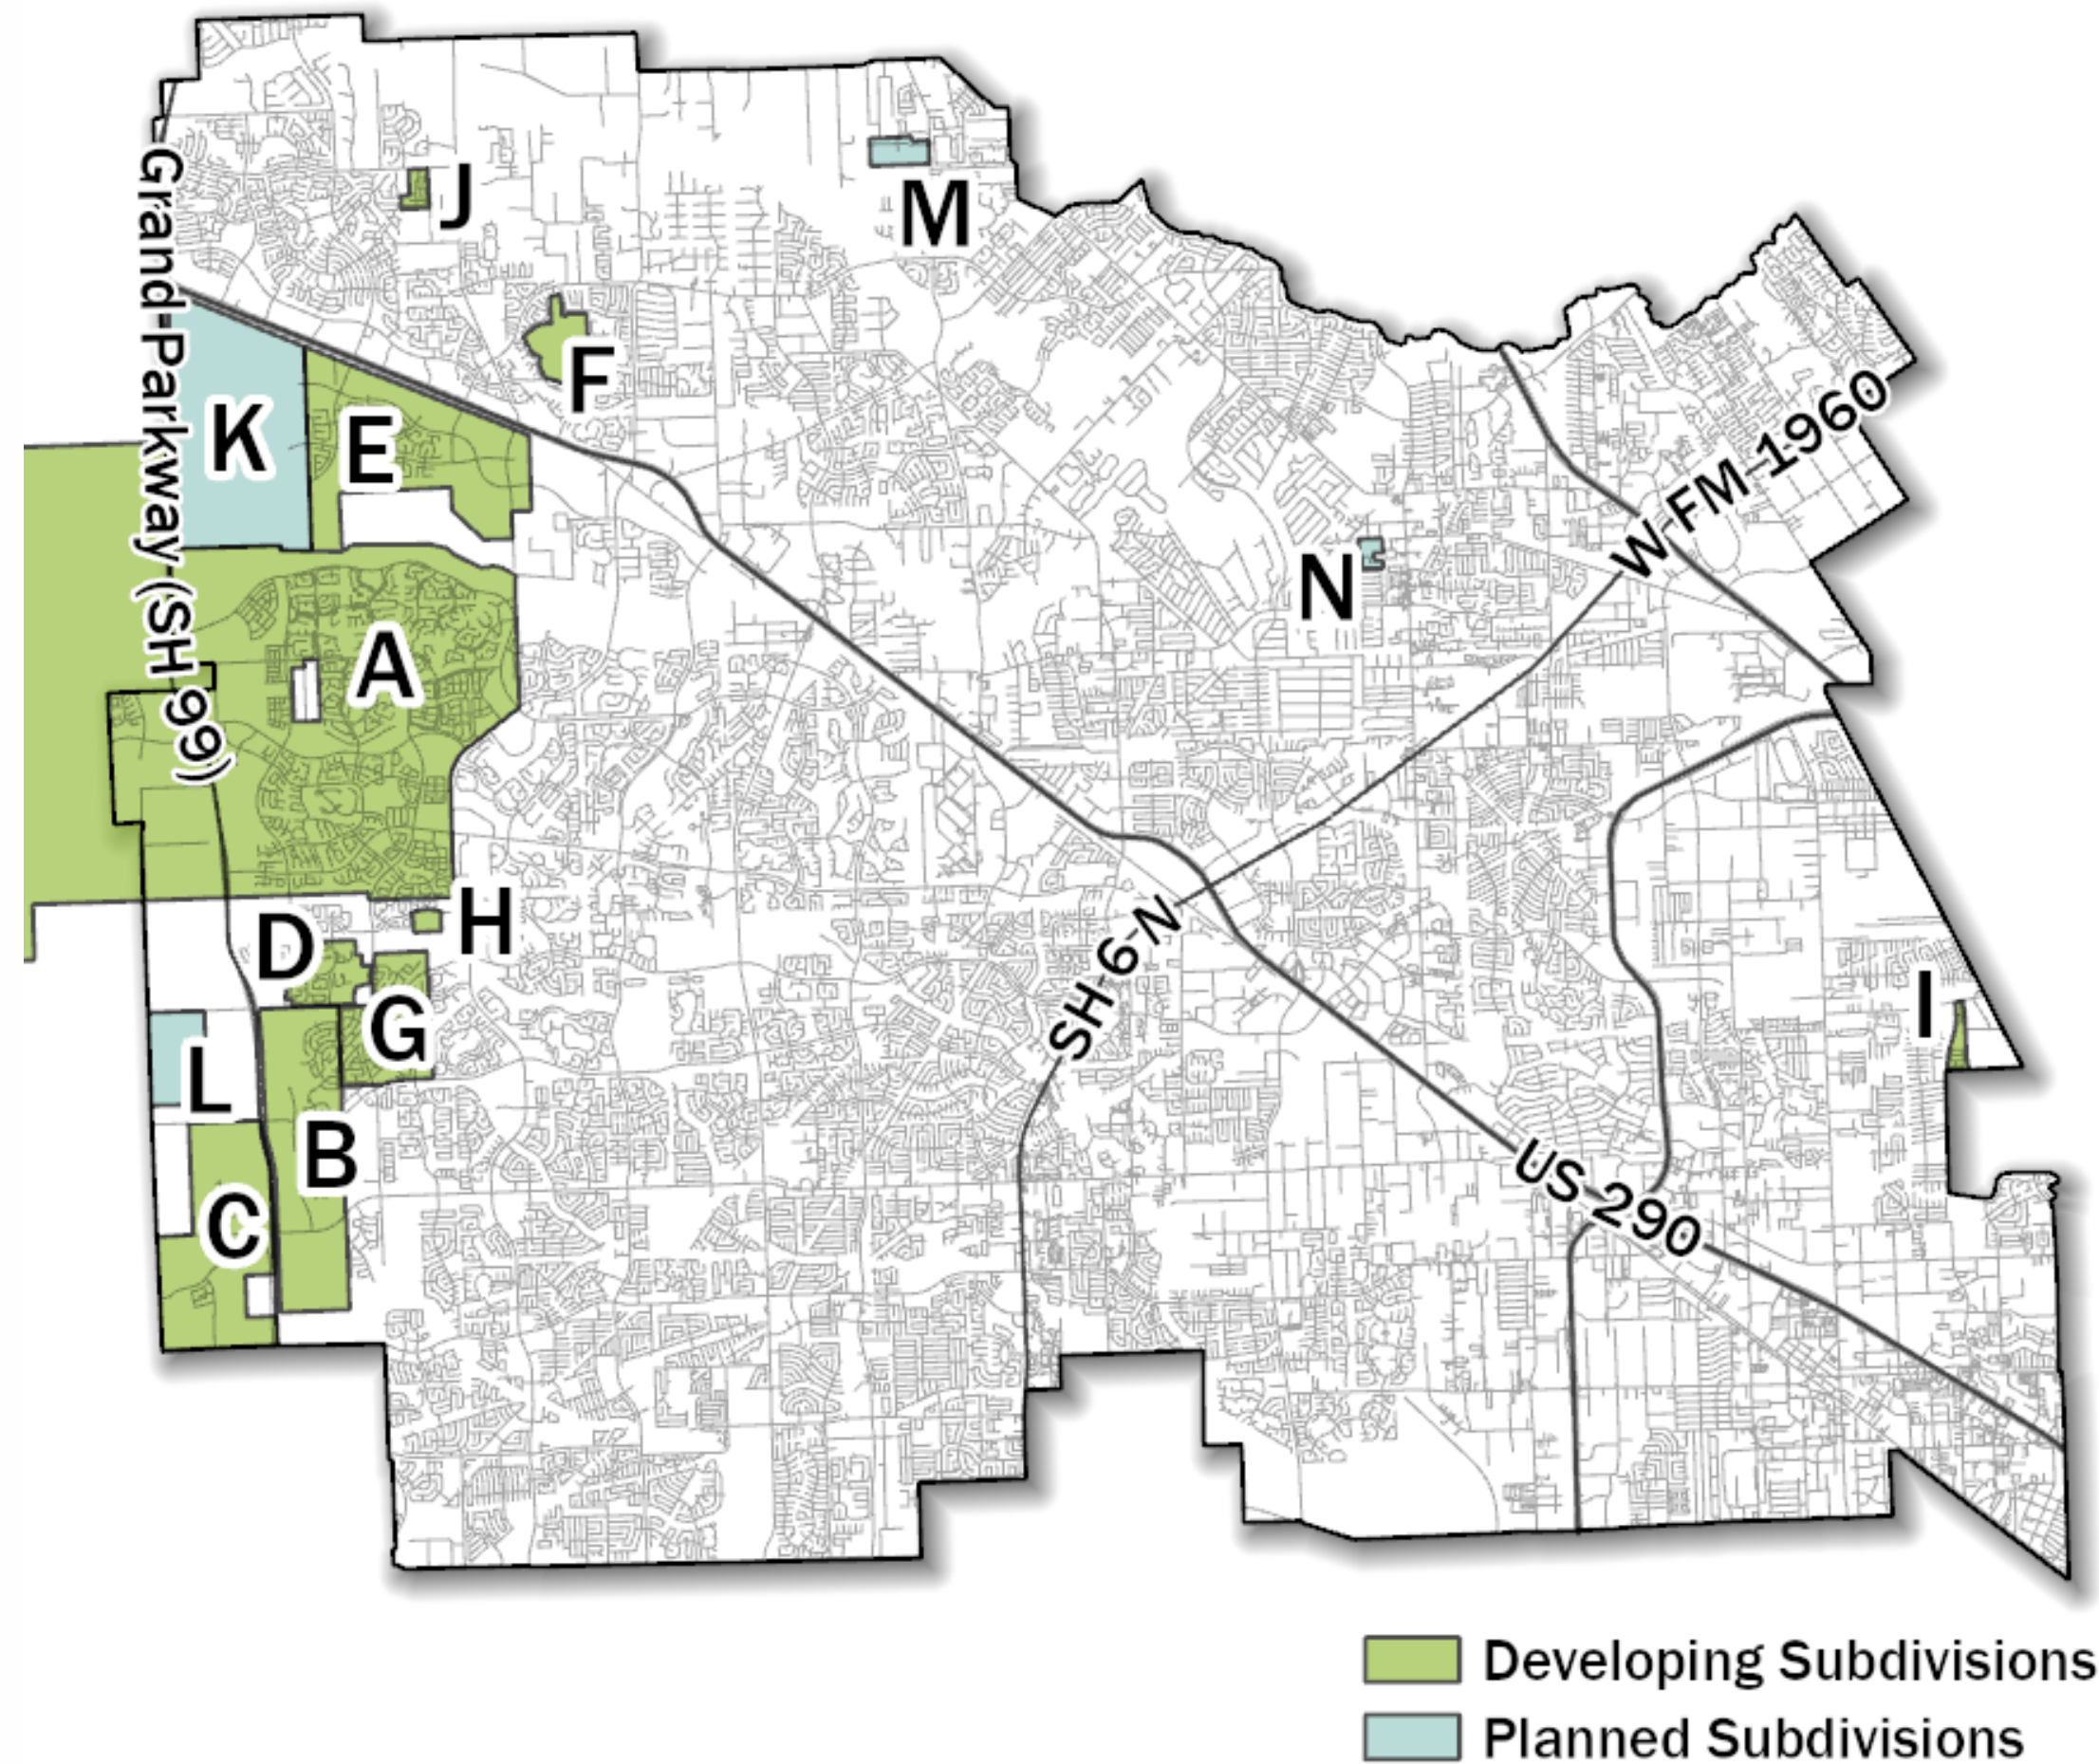 J
M
Grand Parkway (SH 99)
F
K
E
W FM 1960
N
A
H
D
SH 6 N
I
G
L
B
US 290
C
Developing Subdivisions
Planned Subdivisions